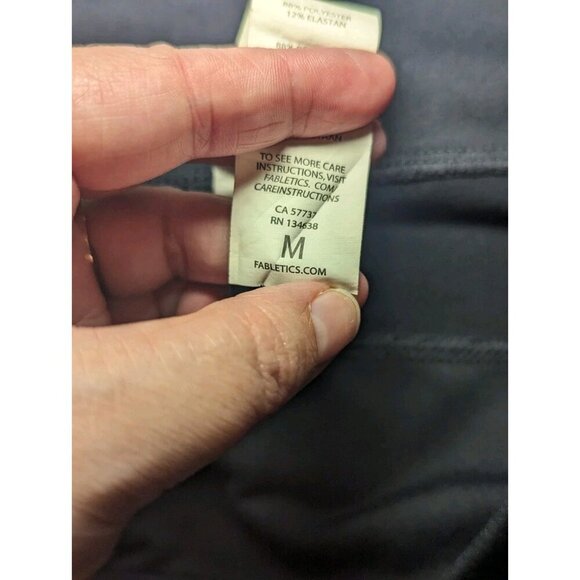 88% POLYESTER
12% ELASTAN
TO SEE MORE CARE
INSTRUCTIONS, VISIT
FABLETICS. COM/
CAREINSTRUCTIONS
CA 57737
RN 134638
M
FABLETICS.COM